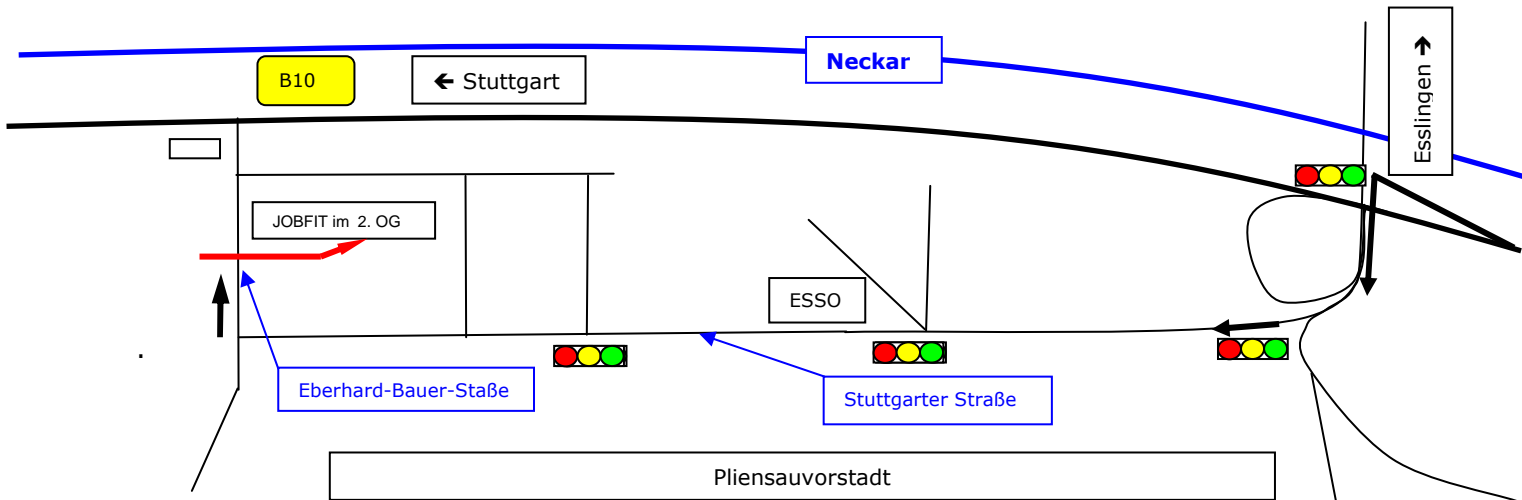 Neckar
B10
← Stuttgart
Esslingen →
JOBFIT im 2. OG
ESSO
Eberhard-Bauer-Staße
Stuttgarter Straße
Pliensauvorstadt
.